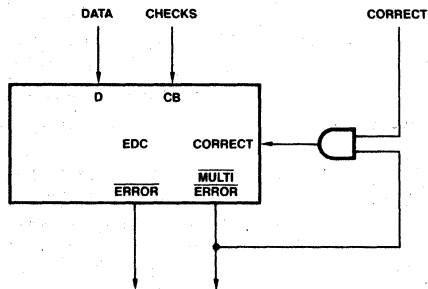 DATA CHECKS CORRECT
D CB
EDC CORRECT
ERROR MULTI ERROR